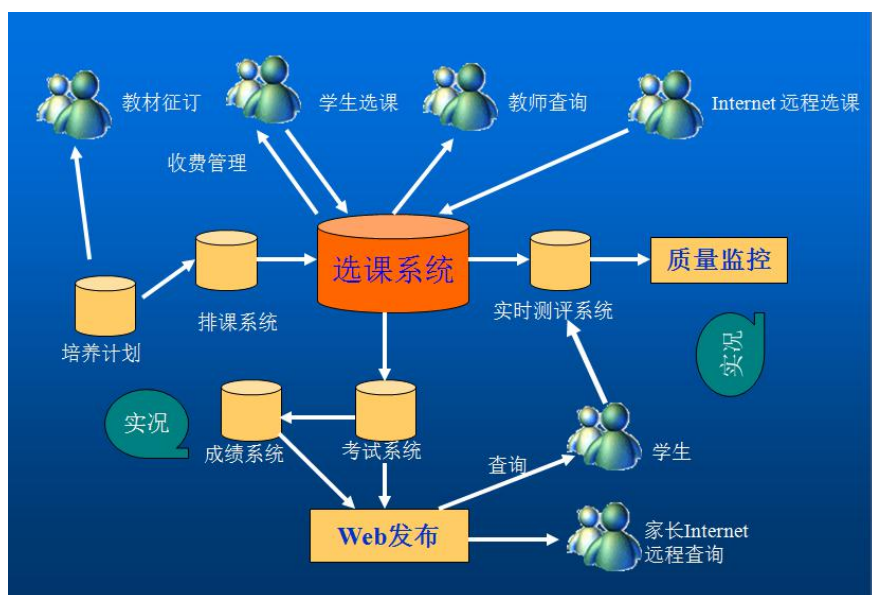 教材征订
学生选课
教师查询
Internet 远程选课
收费管理
选课系统
质量监控
排课系统
实时测评系统
培养计划
实况
实况
成绩系统
考试系统
查询
学生
Web发布
家长Internet
远程查询